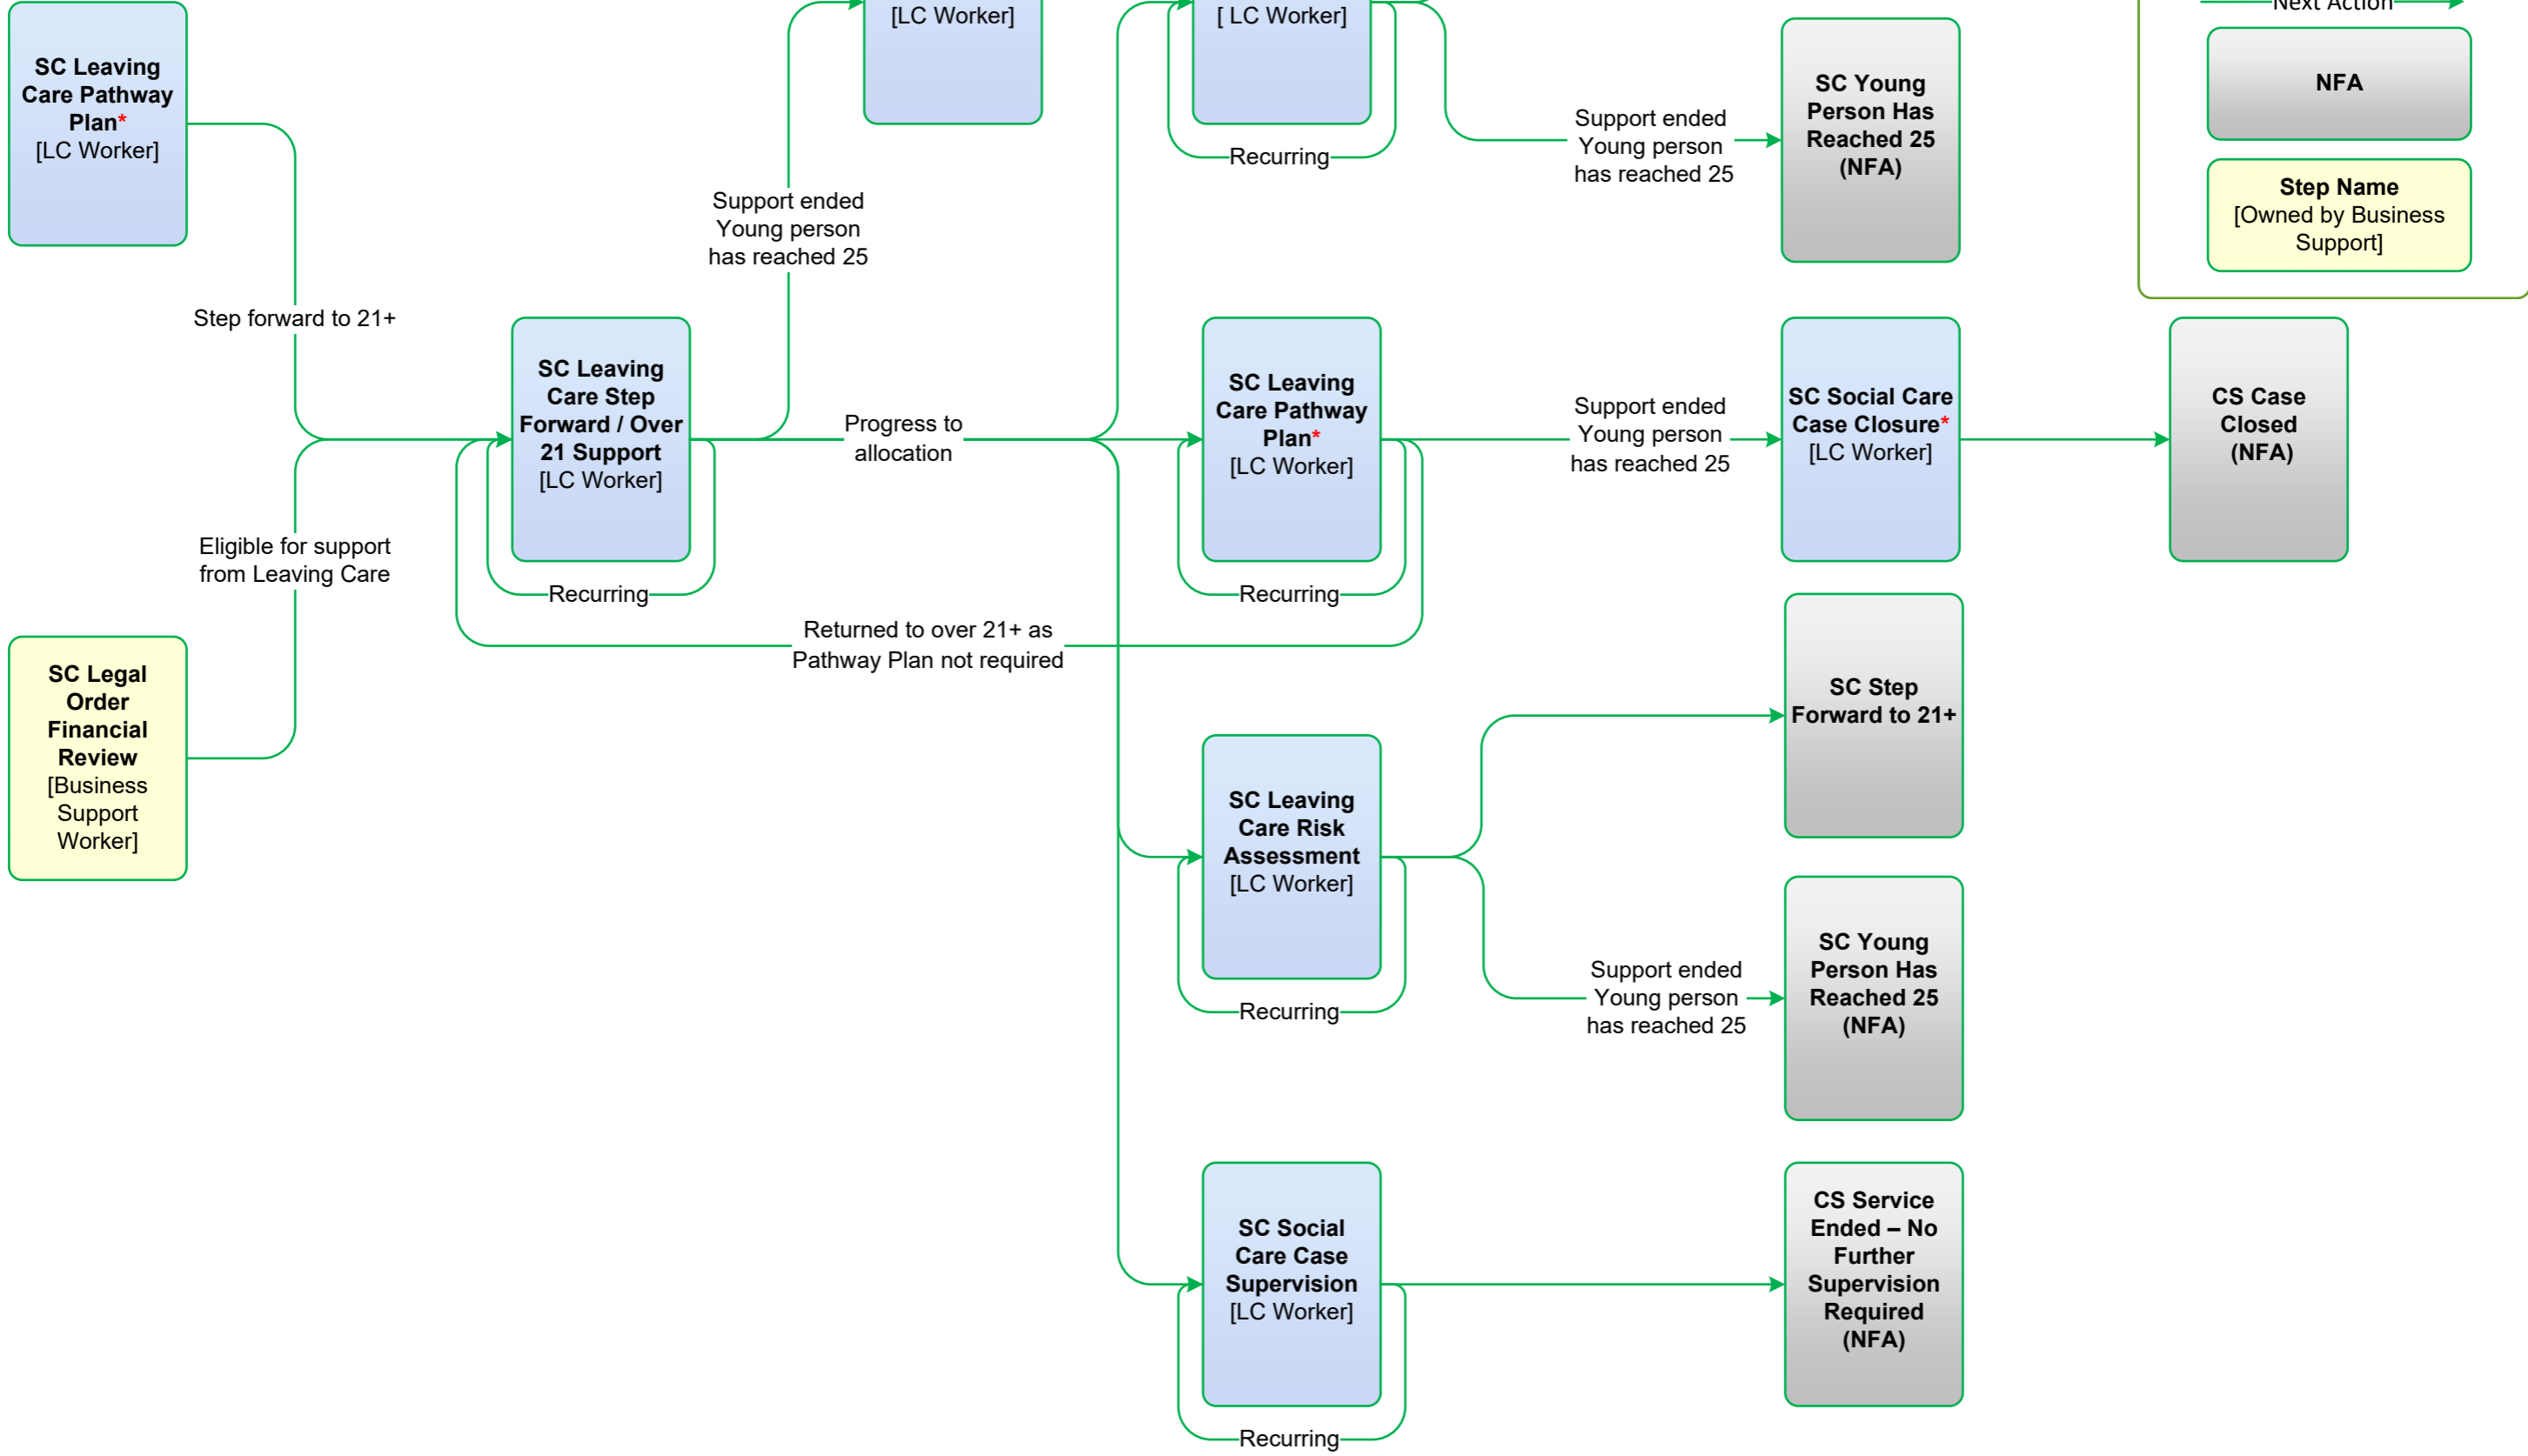 [LC Worker]
[ LC Worker]
Next Action
SC Leaving
Care Pathway
Plan*
[LC Worker]
SC Young
Person Has
Reached 25
(NFA)
NFA
Support ended
Young person
has reached 25
Recurring
Step Name
[Owned by Business
Support]
Support ended
Young person
has reached 25
Step forward to 21+
SC Leaving
Care Step
Forward / Over
21 Support
[LC Worker]
Progress to
allocation
SC Leaving
Care Pathway
Plan*
[LC Worker]
Support ended
Young person
has reached 25
SC Social Care
Case Closure*
[LC Worker]
CS Case
Closed
(NFA)
Eligible for support
from Leaving Care
Recurring
Recurring
Returned to over 21+ as
Pathway Plan not required
SC Legal
Order
Financial
Review
[Business
Support
Worker]
SC Step
Forward to 21+
SC Leaving
Care Risk
Assessment
[LC Worker]
Recurring
Support ended
Young person
has reached 25
SC Young
Person Has
Reached 25
(NFA)
SC Social
Care Case
Supervision
[LC Worker]
CS Service
Ended – No
Further
Supervision
Required
(NFA)
Recurring